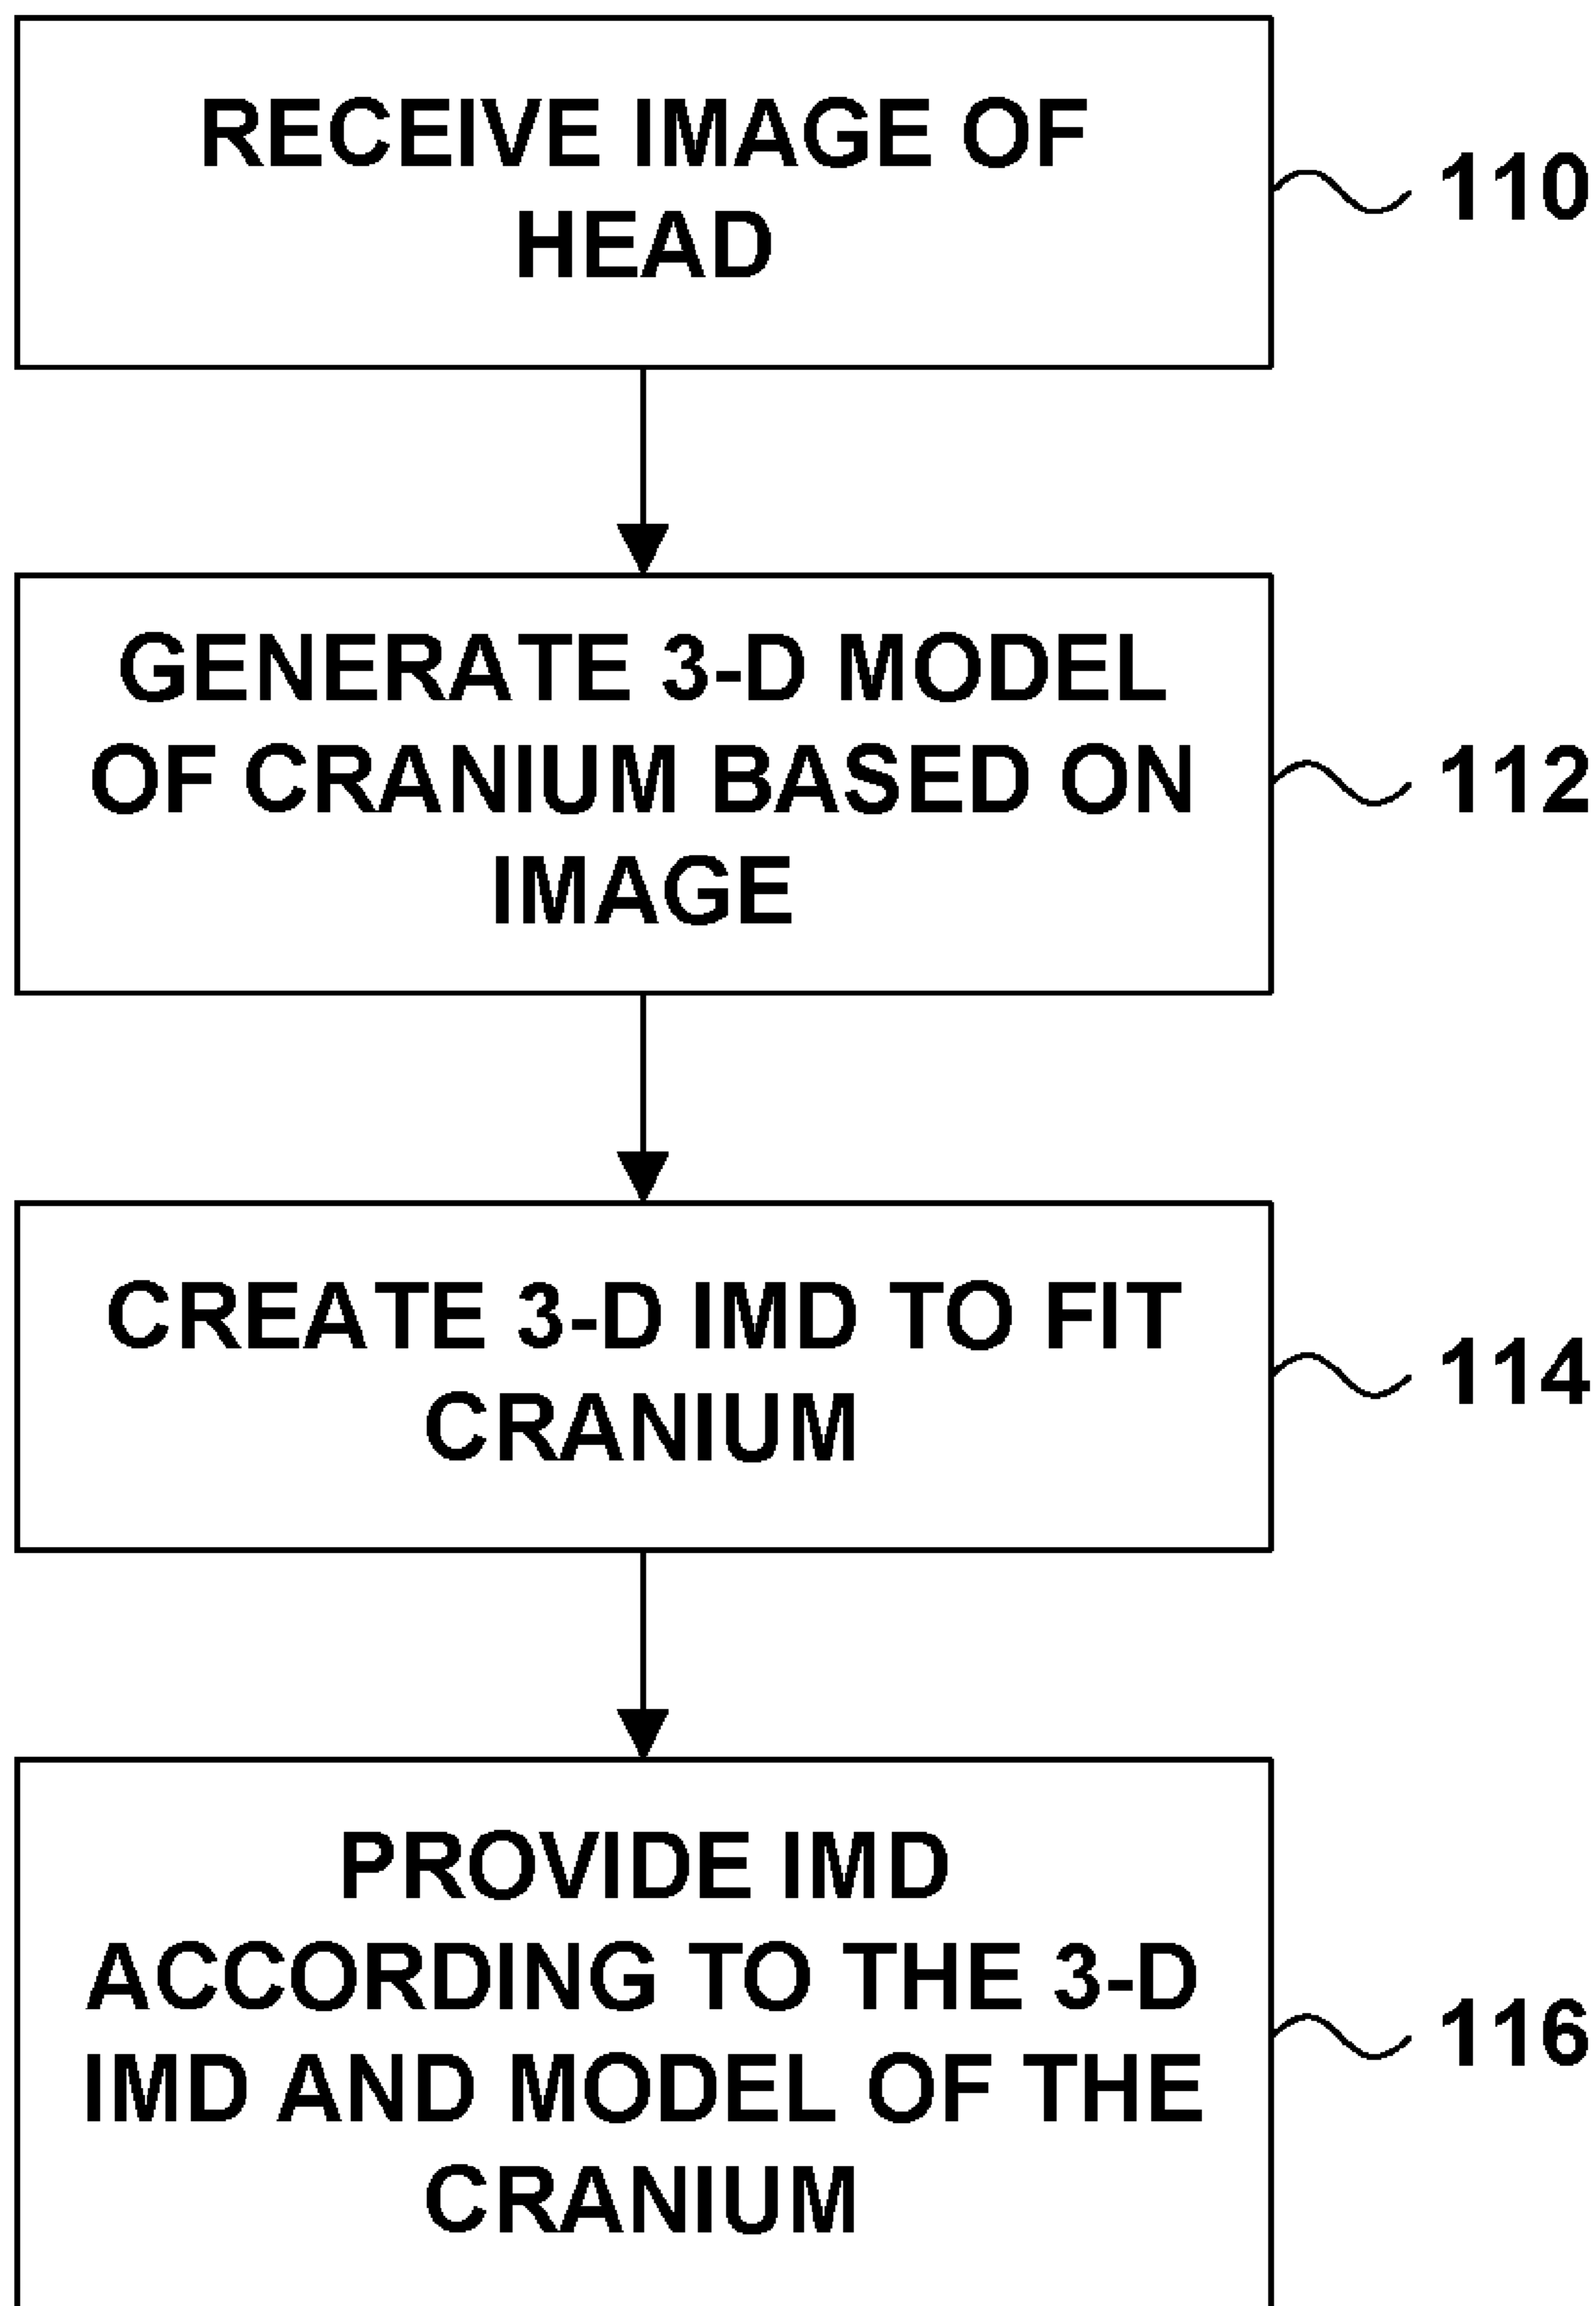 RECEIVE IMAGE OF
HEAD
110
GENERATE 3-D MODEL
OF CRANIUM BASED ON
IMAGE
112
CREATE 3-D IMD TO FIT
CRANIUM
114
PROVIDE IMD
ACCORDING TO THE 3-D
IMD AND MODEL OF THE
CRANIUM
116